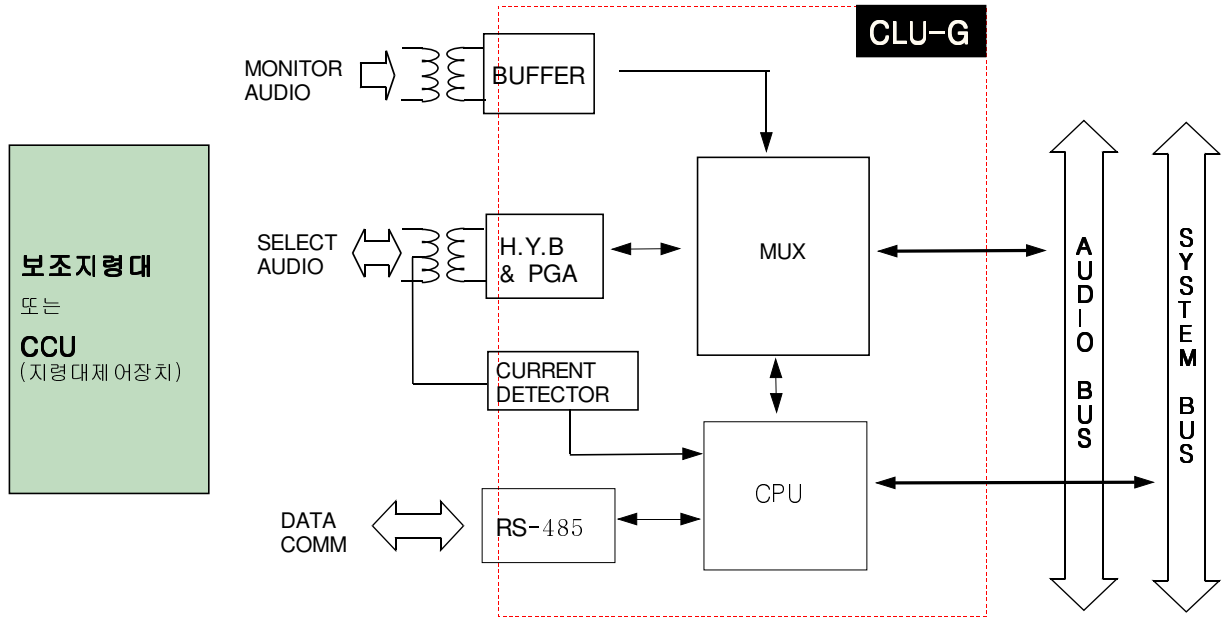 CLU-G
MONITOR
AUDIO
BUFFER
보조지령대
또는
CCU
(지령대제어장치)
SELECT
AUDIO
H.Y.B
& PGA
MUX
CURRENT
DETECTOR
DATA
COMM
RS-485
CPU
AUDIO BUS
SYSTEM BUS